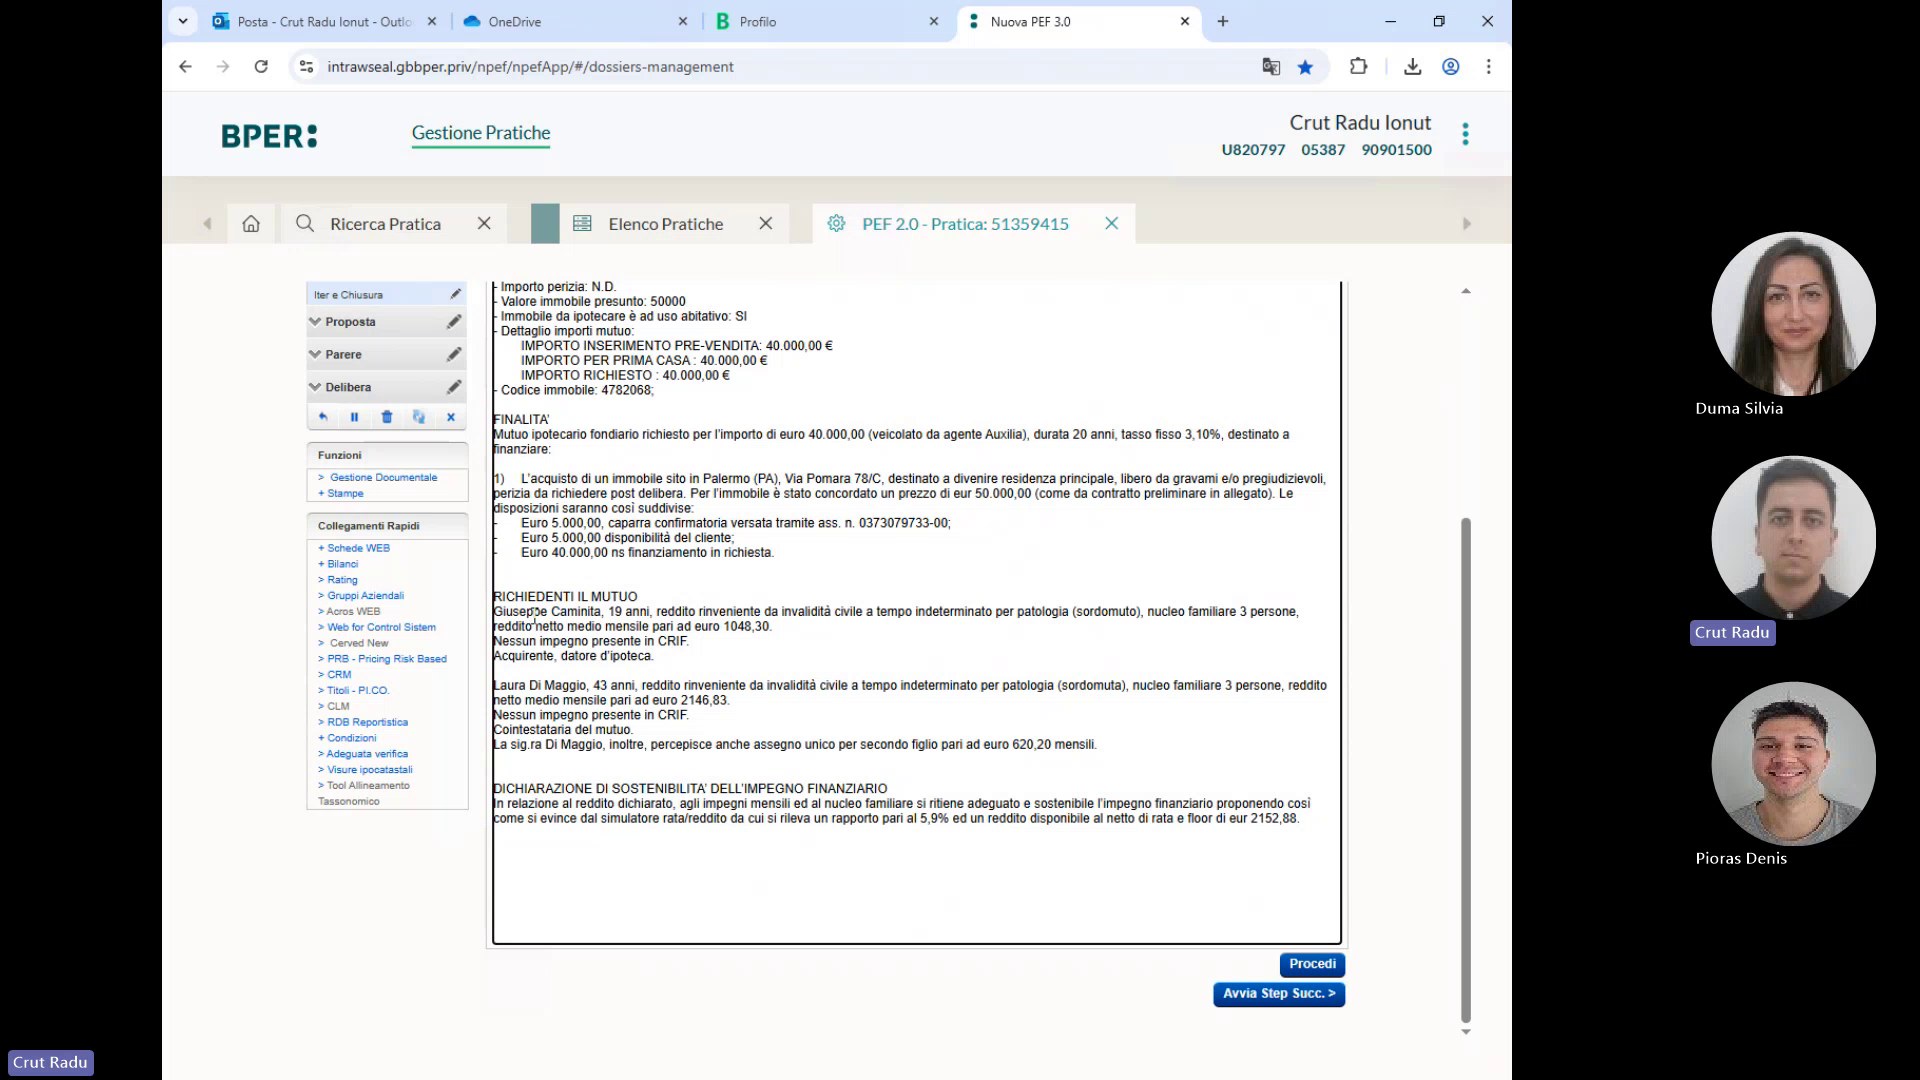 Posta - Crut Radu Ionut - Outlo
OneDrive
Profilo
Nuova PEF 3.0
intrawseal.gbbper.priv/npef/npefApp/#/dossiers-management
BPER:
Gestione Pratiche
Crut Radu Ionut
U820797 05387 90901500
Ricerca Pratica
Elenco Pratiche
PEF 2.0 - Pratica: 51359415
Iter e Chiusura
Proposta
Parere
Delibera
Funzioni
> Gestione Documentale
+ Stampe
Collegamenti Rapidi
+ Schede WEB
+ Bilanci
> Rating
> Gruppi Aziendali
> Acros WEB
> Web for Control Sistem
> Cerved New
> PRB - Pricing Risk Based
> CRM
> Titoli - PI.CO.
> CLM
> RDB Reportistica
+ Condizioni
> Adeguata verifica
> Visure ipocatastali
> Tool Allineamento
Tassonomico
- Importo perizia: N.D.
- Valore immobile presunto: 50000
- Immobile da ipotecare è ad uso abitativo: SI
- Dettaglio importi mutuo:
IMPORTO INSERIMENTO PRE-VENDITA: 40.000,00 €
IMPORTO PER PRIMA CASA : 40.000,00 €
IMPORTO RICHIESTO : 40.000,00 €
- Codice immobile: 4782068;
FINALITA'
Mutuo ipotecario fondiario richiesto per l'importo di euro 40.000,00 (veicolato da agente Auxilia), durata 20 anni, tasso fisso 3,10%, destinato a
finanziare:
1) L'acquisto di un immobile sito in Palermo (PA), Via Pomara 78/C, destinato a divenire residenza principale, libero da gravami e/o pregiudizievoli,
perizia da richiedere post delibera. Per l'immobile è stato concordato un prezzo di eur 50.000,00 (come da contratto preliminare in allegato). Le
disposizioni saranno così suddivise:
- Euro 5.000,00, caparra confirmatoria versata tramite ass. n. 0373079733-00;
- Euro 5.000,00 disponibilità del cliente;
- Euro 40.000,00 ns finanziamento in richiesta.
RICHIEDENTI IL MUTUO
Giuseppe Caminita, 19 anni, reddito rinveniente da invalidità civile a tempo indeterminato per patologia (sordomuto), nucleo familiare 3 persone,
reddito netto medio mensile pari ad euro 1048,30.
Nessun impegno presente in CRIF.
Acquirente, datore d'ipoteca.
Laura Di Maggio, 43 anni, reddito rinveniente da invalidità civile a tempo indeterminato per patologia (sordomuta), nucleo familiare 3 persone, reddito
netto medio mensile pari ad euro 2146,83.
Nessun impegno presente in CRIF.
Cointestataria del mutuo.
La sig.ra Di Maggio, inoltre, percepisce anche assegno unico per secondo figlio pari ad euro 620,20 mensili.
DICHIARAZIONE DI SOSTENIBILITA' DELL'IMPEGNO FINANZIARIO
In relazione al reddito dichiarato, agli impegni mensili ed al nucleo familiare si ritiene adeguato e sostenibile l'impegno finanziario proponendo così
come si evince dal simulatore rata/reddito da cui si rileva un rapporto pari al 5,9% ed un reddito disponibile al netto di rata e floor di eur 2152,88.
Procedi
Avvia Step Succ. >
Duma Silvia
Crut Radu
Pioras Denis
Crut Radu